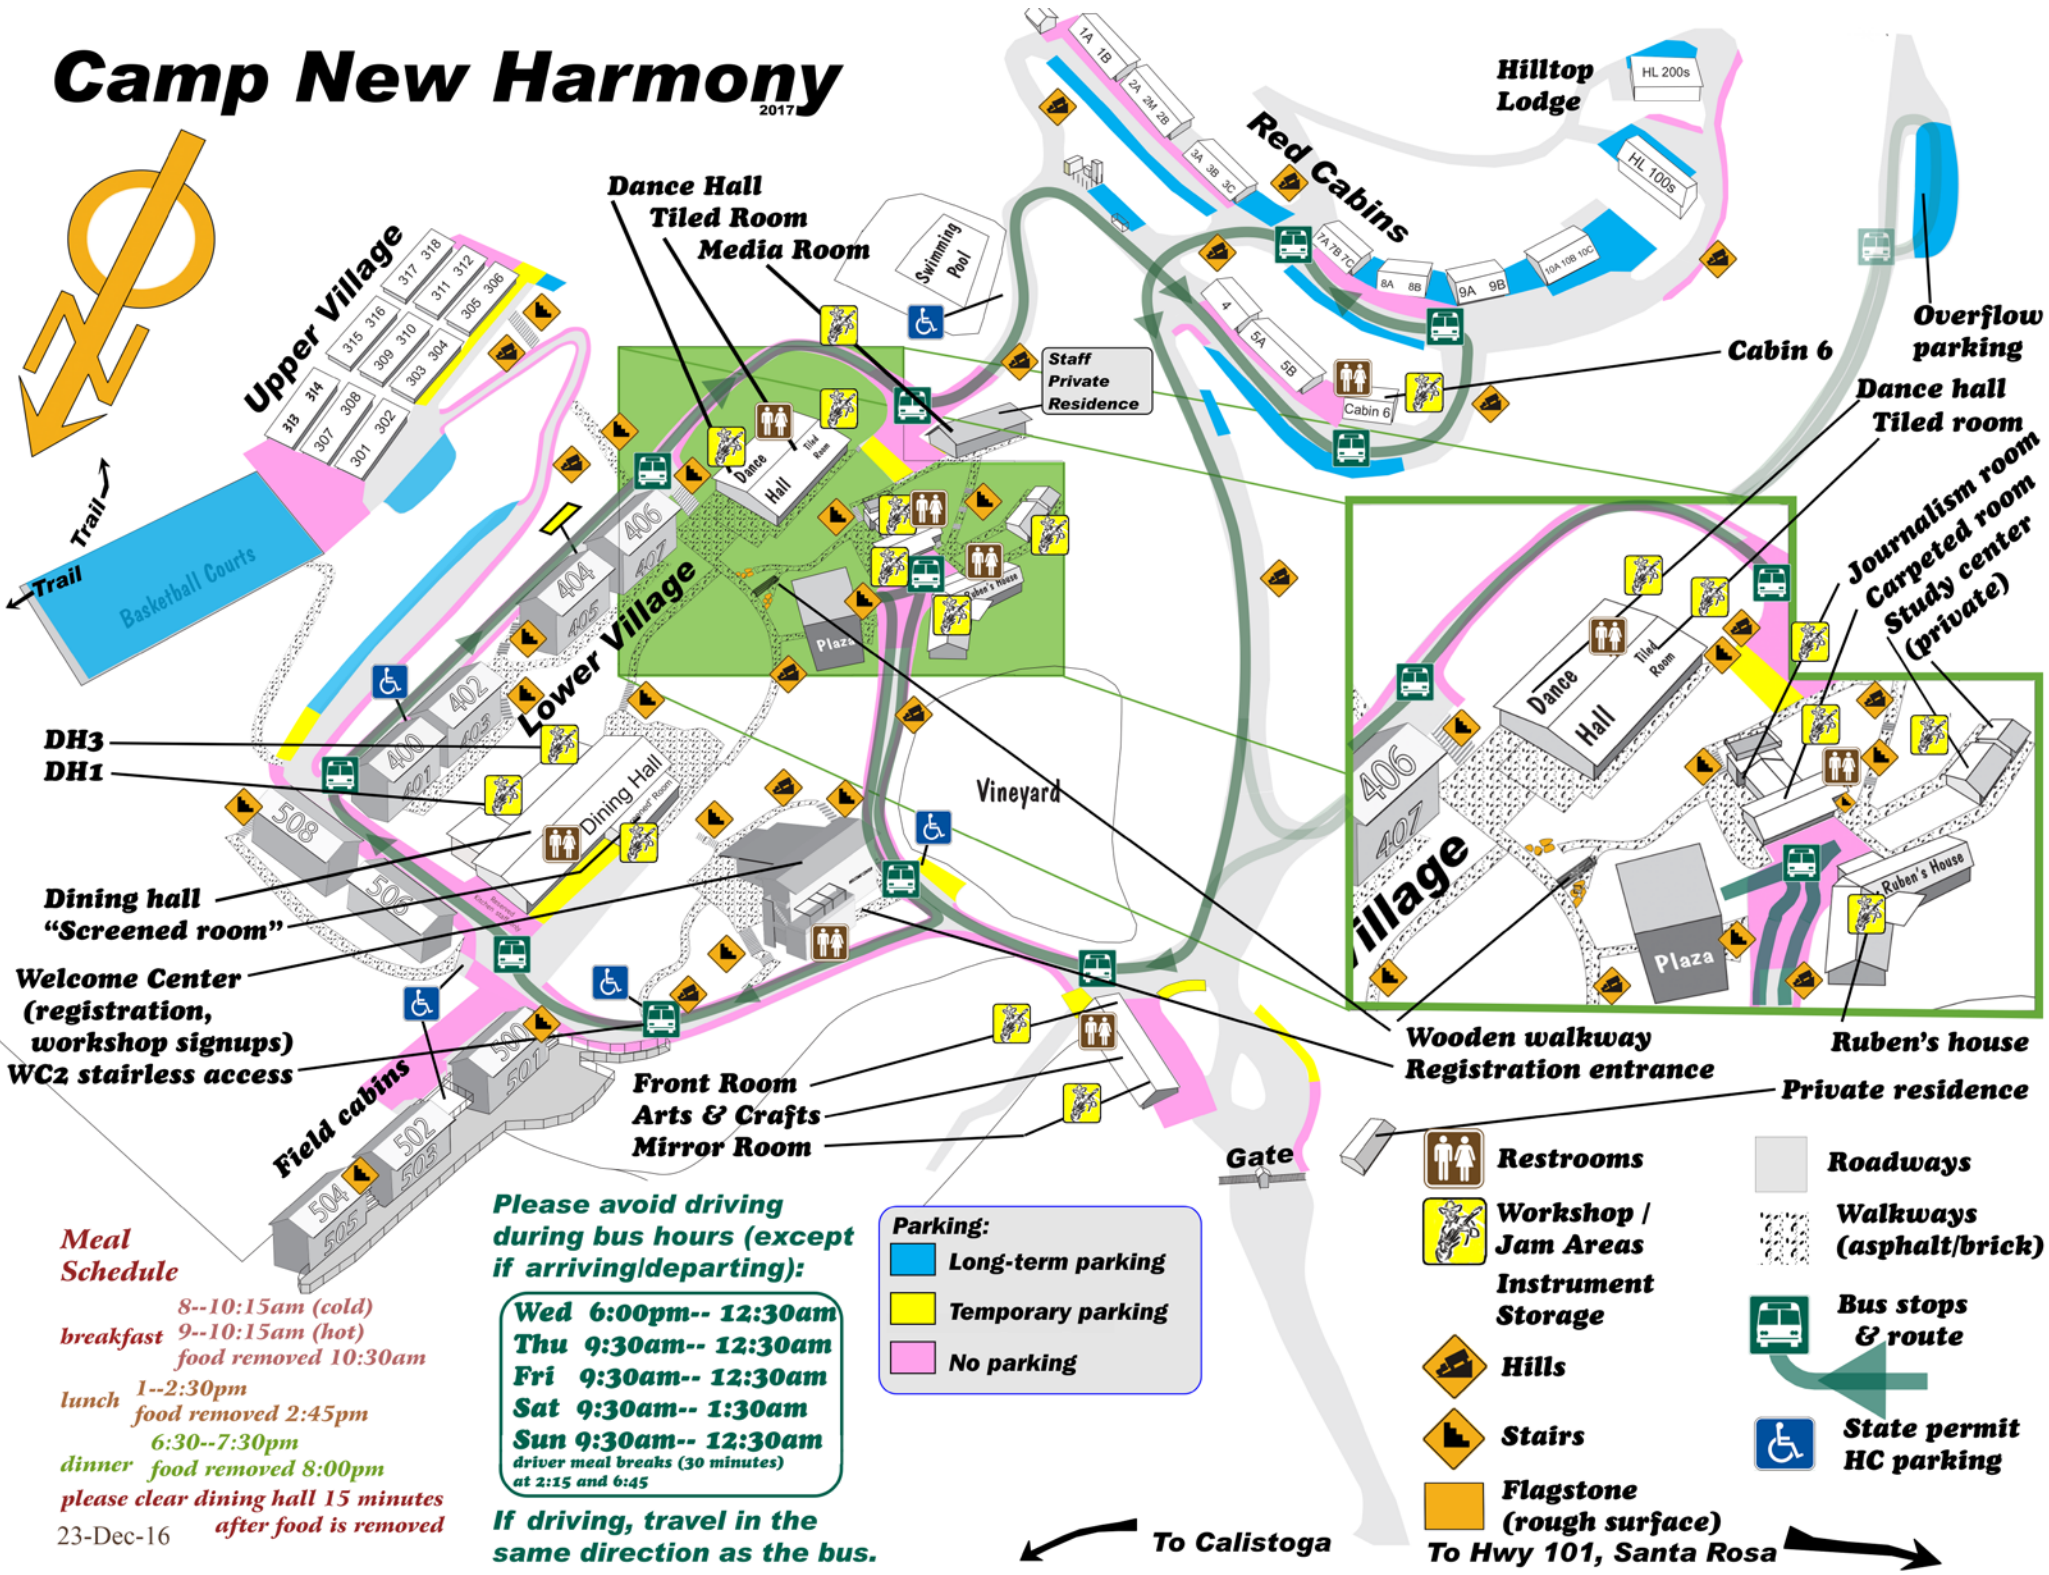 Camp New Harmony
2017
Hilltop
Lodge
HL 200s
HL 100s
1A 1B
2A 2M 2B
3A 3B 3C
Red Cabins
7A 7B 7C
8A 8B
9A 9B
10A 10B 10C
4
5A
5B
Cabin 6
Cabin 6
Overflow
parking
Dance Hall
Tiled Room
Media Room
Swimming
Pool
Staff
Private
Residence
Upper Village
317 318
311 312
305 306
315 316
309 310
303 304
313 314
307 308
301 302
Trail
Trail
Basketball Courts
Dance
Hall
Tiled
Room
406
407
404
405
402
403
400
401
Lower Village
Plaza
Ruben's House
Dance hall
Tiled room
Journalism room
Carpeted room
Study center
(private)
Dance
Hall
Tiled
Room
406
407
Village
Plaza
Ruben's House
Ruben's house
DH3
DH1
Dining Hall
"Screened" Room
508
506
Dining hall
"Screened room"
Welcome Center
(registration,
workshop signups)
WC2 stairless access
Vineyard
500
501
502
503
504
505
Field cabins
Front Room
Arts & Crafts
Mirror Room
Wooden walkway
Registration entrance
Private residence
Gate
Meal
Schedule
8--10:15am (cold)
breakfast 9--10:15am (hot)
food removed 10:30am
lunch 1--2:30pm
food removed 2:45pm
6:30--7:30pm
dinner food removed 8:00pm
please clear dining hall 15 minutes
after food is removed
23-Dec-16
Please avoid driving
during bus hours (except
if arriving/departing):
Wed 6:00pm-- 12:30am
Thu 9:30am-- 12:30am
Fri 9:30am-- 12:30am
Sat 9:30am-- 1:30am
Sun 9:30am-- 12:30am
driver meal breaks (30 minutes)
at 2:15 and 6:45
If driving, travel in the
same direction as the bus.
Parking:
Long-term parking
Temporary parking
No parking
Restrooms
Workshop /
Jam Areas
Instrument
Storage
Hills
Stairs
Flagstone
(rough surface)
Roadways
Walkways
(asphalt/brick)
Bus stops
& route
State permit
HC parking
To Calistoga
To Hwy 101, Santa Rosa